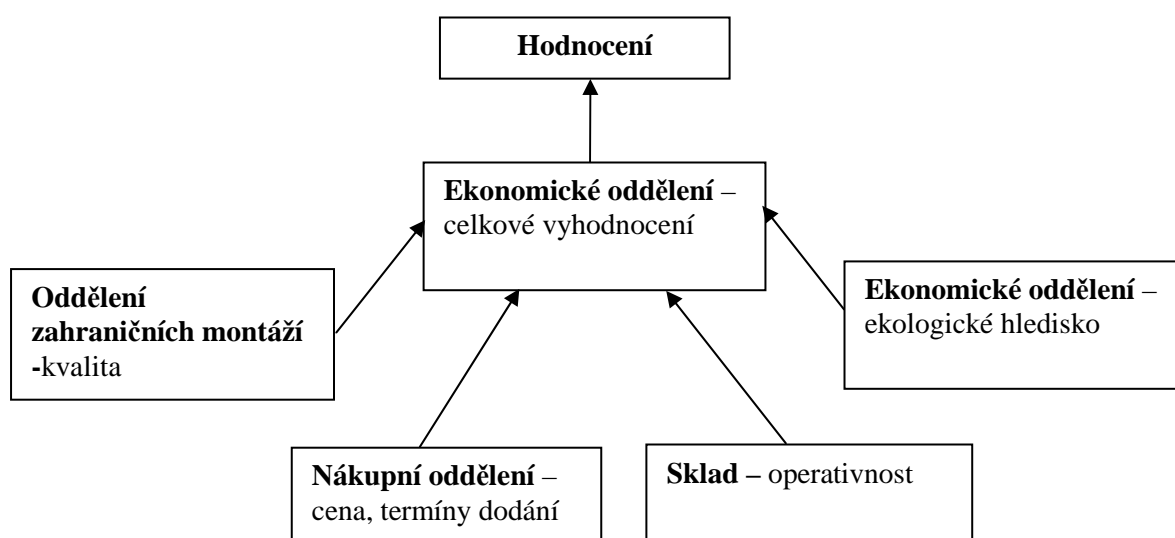 Hodnocení
Ekonomické oddělení –
celkové vyhodnocení
Oddělení
zahraničních montáží
-kvalita
Ekonomické oddělení –
ekologické hledisko
Nákupní oddělení –
cena, termíny dodání
Sklad – operativnost